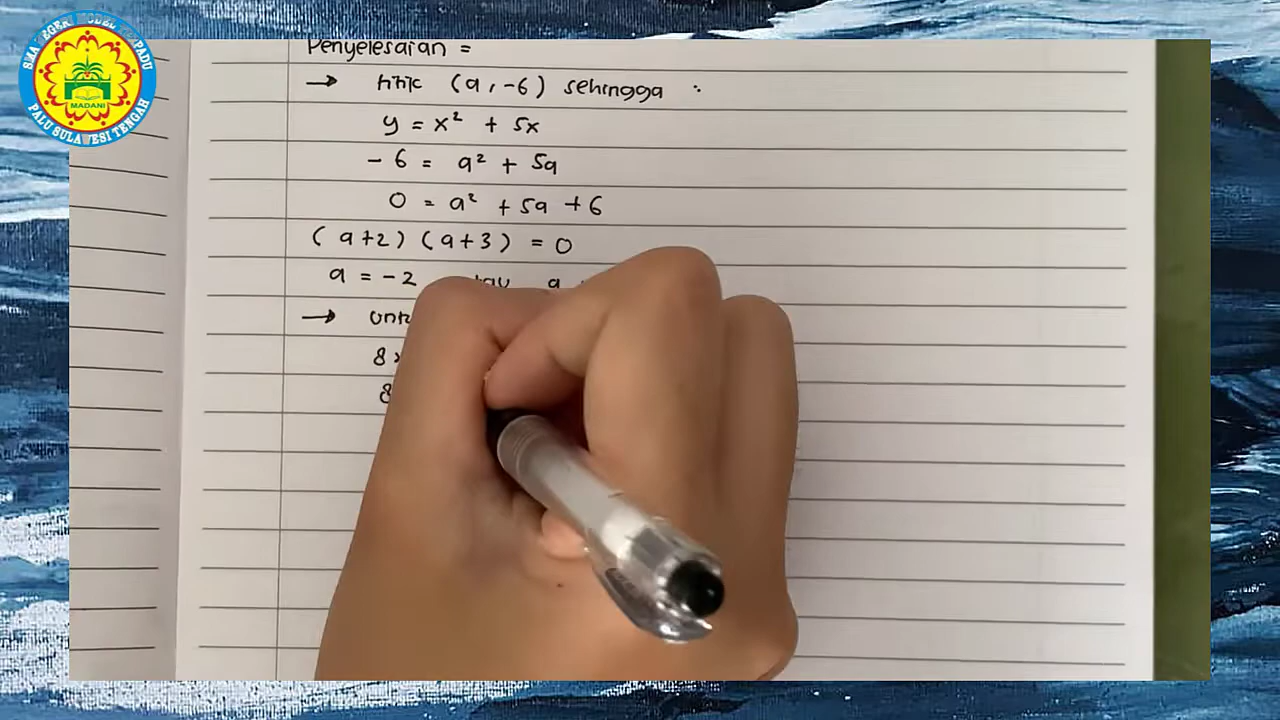 SMA NEGERI MODEL TERPADU
MADANI
PALU SULAWESI TENGAH
Penyelesaian =
→ titik (a, -6) sehingga :
y = x² + 5x
-6 = a² + 5a
0 = a² + 5a + 6
(a+2) (a+3) = 0
a = -2 a
→
8
8